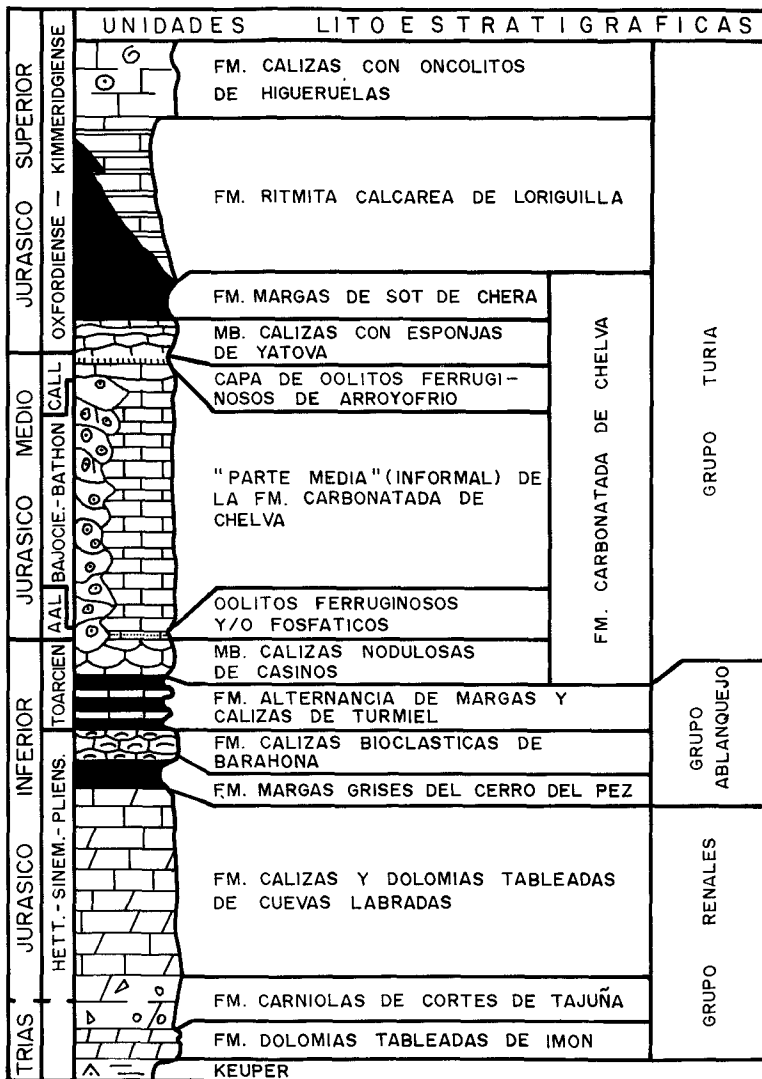 UNIDADES LITOESTRATIGRAFICAS
FM. CALIZAS CON ONCOLITOS
DE HIGUERUELAS
FM. RITMITA CALCAREA DE LORIGUILLA
FM. MARGAS DE SOT DE CHERA
MB. CALIZAS CON ESPONJAS
DE YATOVA
CAPA DE OOLITOS FERRUGI-
NOSOS DE ARROYOFRIO
"PARTE MEDIA" (INFORMAL) DE
LA FM. CARBONATADA DE
CHELVA
OOLITOS FERRUGINOSOS
Y/O FOSFATICOS
MB. CALIZAS NODULOSAS
DE CASINOS
FM. ALTERNANCIA DE MARGAS Y
CALIZAS DE TURMIEL
FM. CALIZAS BIOCLASTICAS DE
BARAHONA
FM. MARGAS GRISES DEL CERRO DEL PEZ
FM. CALIZAS Y DOLOMIAS TABLEADAS
DE CUEVAS LABRADAS
FM. CARNIOLAS DE CORTES DE TAJUÑA
FM. DOLOMIAS TABLEADAS DE IMON
KEUPER
JURASICO SUPERIOR
JURASICO MEDIO
JURASICO INFERIOR
TRIAS
OXFORDIENSE — KIMMERIDGIENSE
CALL
BAJOCIE.-BATHON
AAL
TOARCIEN
HETT.-SINEM.-PLIENS.
FM. CARBONATADA DE CHELVA
GRUPO TURIA
GRUPO
ABLANQUEJO
GRUPO RENALES